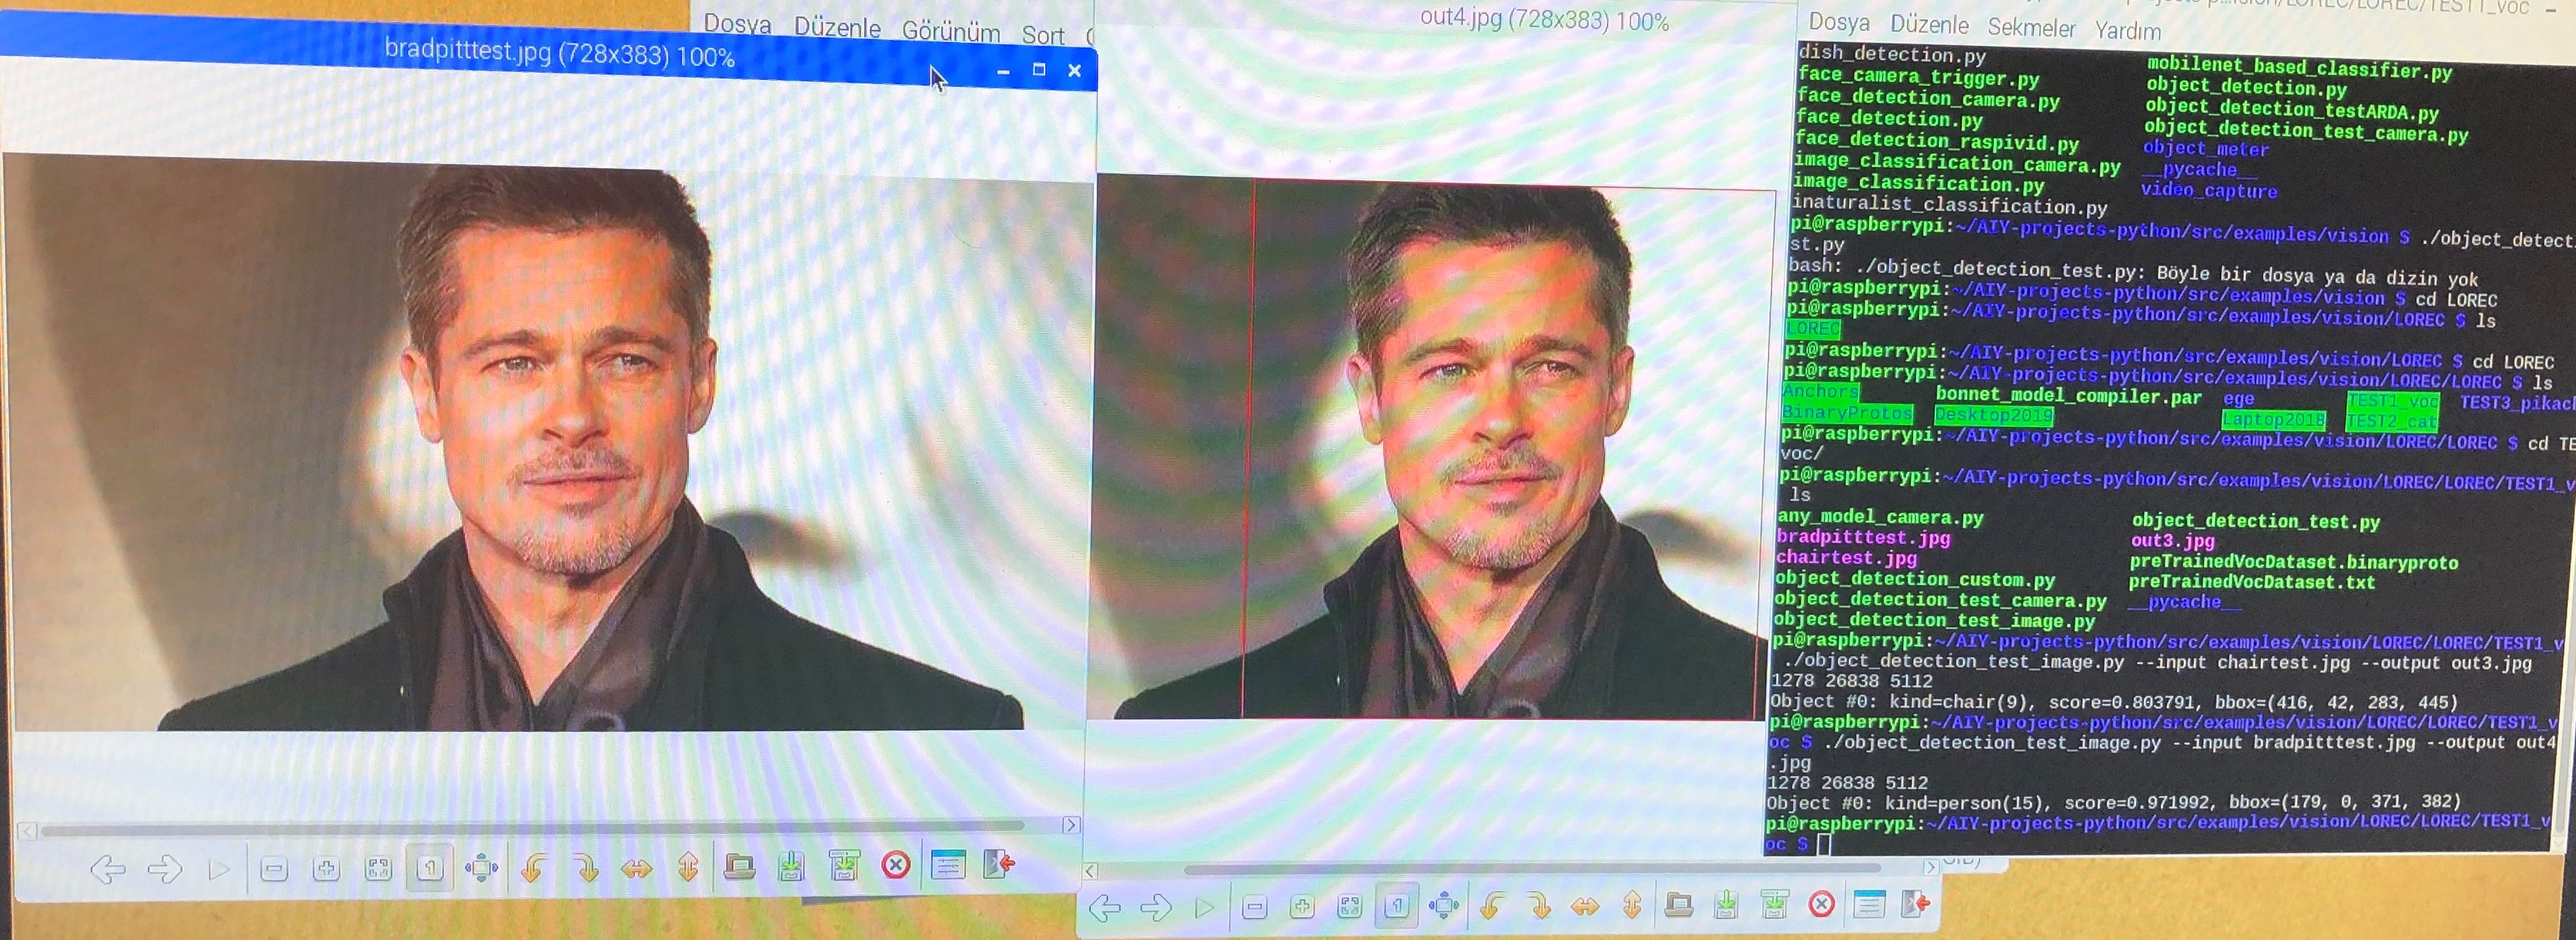 Dosya Düzenle Görünüm Sort
bradpitttest.jpg (728x383) 100%
out4.jpg (728x383) 100%
Dosya Düzenle Sekmeler Yardım
dish_detection.py mobilenet_based_classifier.py
face_camera_trigger.py object_detection.py
face_detection_camera.py object_detection_testARDA.py
face_detection.py object_detection_test_camera.py
face_detection_raspivid.py object_meter
image_classification_camera.py __pycache__
image_classification.py video_capture
inaturalist_classification.py
pi@raspberrypi:~/AIY-projects-python/src/examples/vision $ ./object_detect
st.py
bash: ./object_detection_test.py: Böyle bir dosya ya da dizin yok
pi@raspberrypi:~/AIY-projects-python/src/examples/vision $ cd LOREC
pi@raspberrypi:~/AIY-projects-python/src/examples/vision/LOREC $ ls
LOREC
pi@raspberrypi:~/AIY-projects-python/src/examples/vision/LOREC $ cd LOREC
pi@raspberrypi:~/AIY-projects-python/src/examples/vision/LOREC/LOREC $ ls
Anchors bonnet_model_compiler.par ege TEST1_voc TEST3_pikac
BinaryProtos Desktop2019 Laptop2018 TEST2_cat
pi@raspberrypi:~/AIY-projects-python/src/examples/vision/LOREC/LOREC $ cd TE
voc/
pi@raspberrypi:~/AIY-projects-python/src/examples/vision/LOREC/LOREC/TEST1_v
ls
any_model_camera.py object_detection_test.py
bradpitttest.jpg out3.jpg
chairtest.jpg preTrainedVocDataset.binaryproto
object_detection_custom.py preTrainedVocDataset.txt
object_detection_test_camera.py __pycache__
object_detection_test_image.py
pi@raspberrypi:~/AIY-projects-python/src/examples/vision/LOREC/LOREC/TEST1_v
./object_detection_test_image.py --input chairtest.jpg --output out3.jpg
1278 26838 5112
Object #0: kind=chair(9), score=0.803791, bbox=(416, 42, 283, 445)
pi@raspberrypi:~/AIY-projects-python/src/examples/vision/LOREC/LOREC/TEST1_v
oc $ ./object_detection_test_image.py --input bradpitttest.jpg --output out4
.jpg
1278 26838 5112
Object #0: kind=person(15), score=0.971992, bbox=(179, 0, 371, 382)
pi@raspberrypi:~/AIY-projects-python/src/examples/vision/LOREC/LOREC/TEST1_v
oc $